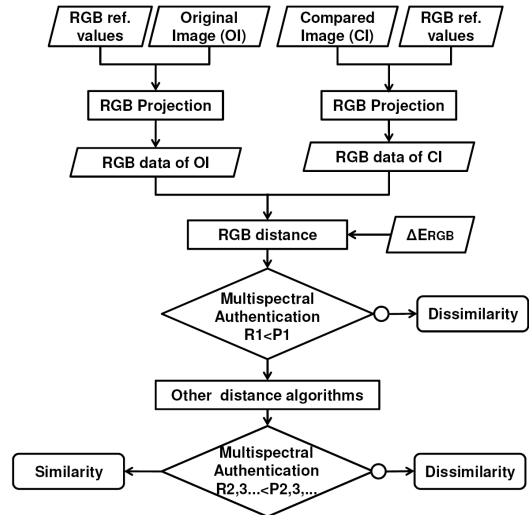 RGB ref.
values
Original
Image (OI)
Compared
Image (CI)
RGB ref.
values
RGB Projection
RGB Projection
RGB data of OI
RGB data of CI
RGB distance
ΔERGB
Multispectral
Authentication
R1<P1
Dissimilarity
Other distance algorithms
Multispectral
Authentication
R2,3...<P2,3,...
Similarity
Dissimilarity